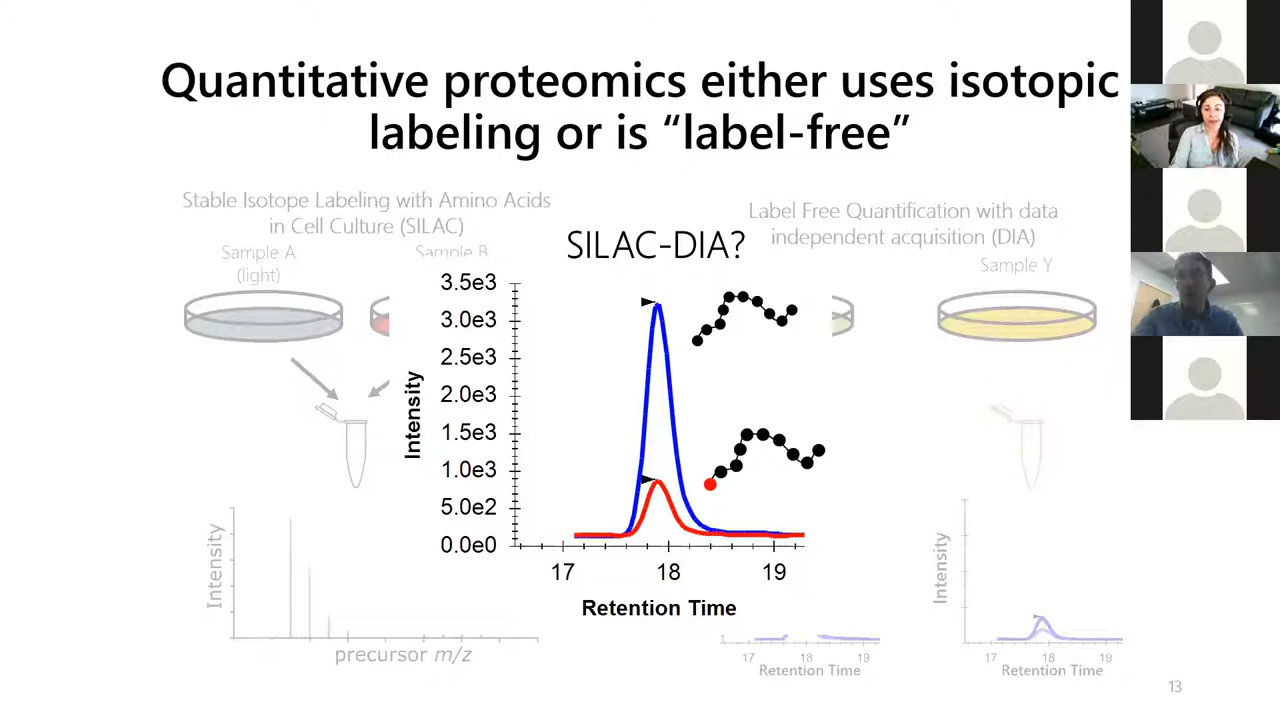 Quantitative proteomics either uses isotopic
labeling or is “label-free”
Stable Isotope Labeling with Amino Acids
in Cell Culture (SILAC)
Sample A
(light)
Sample B
Label Free Quantification with data
independent acquisition (DIA)
Sample Y
SILAC-DIA?
3.5e3
3.0e3
2.5e3
2.0e3
1.5e3
1.0e3
5.0e2
0.0e0
Intensity
17 18 19
Retention Time
Intensity
precursor m/z
17 18 19
Retention Time
Intensity
17 18 19
Retention Time
13